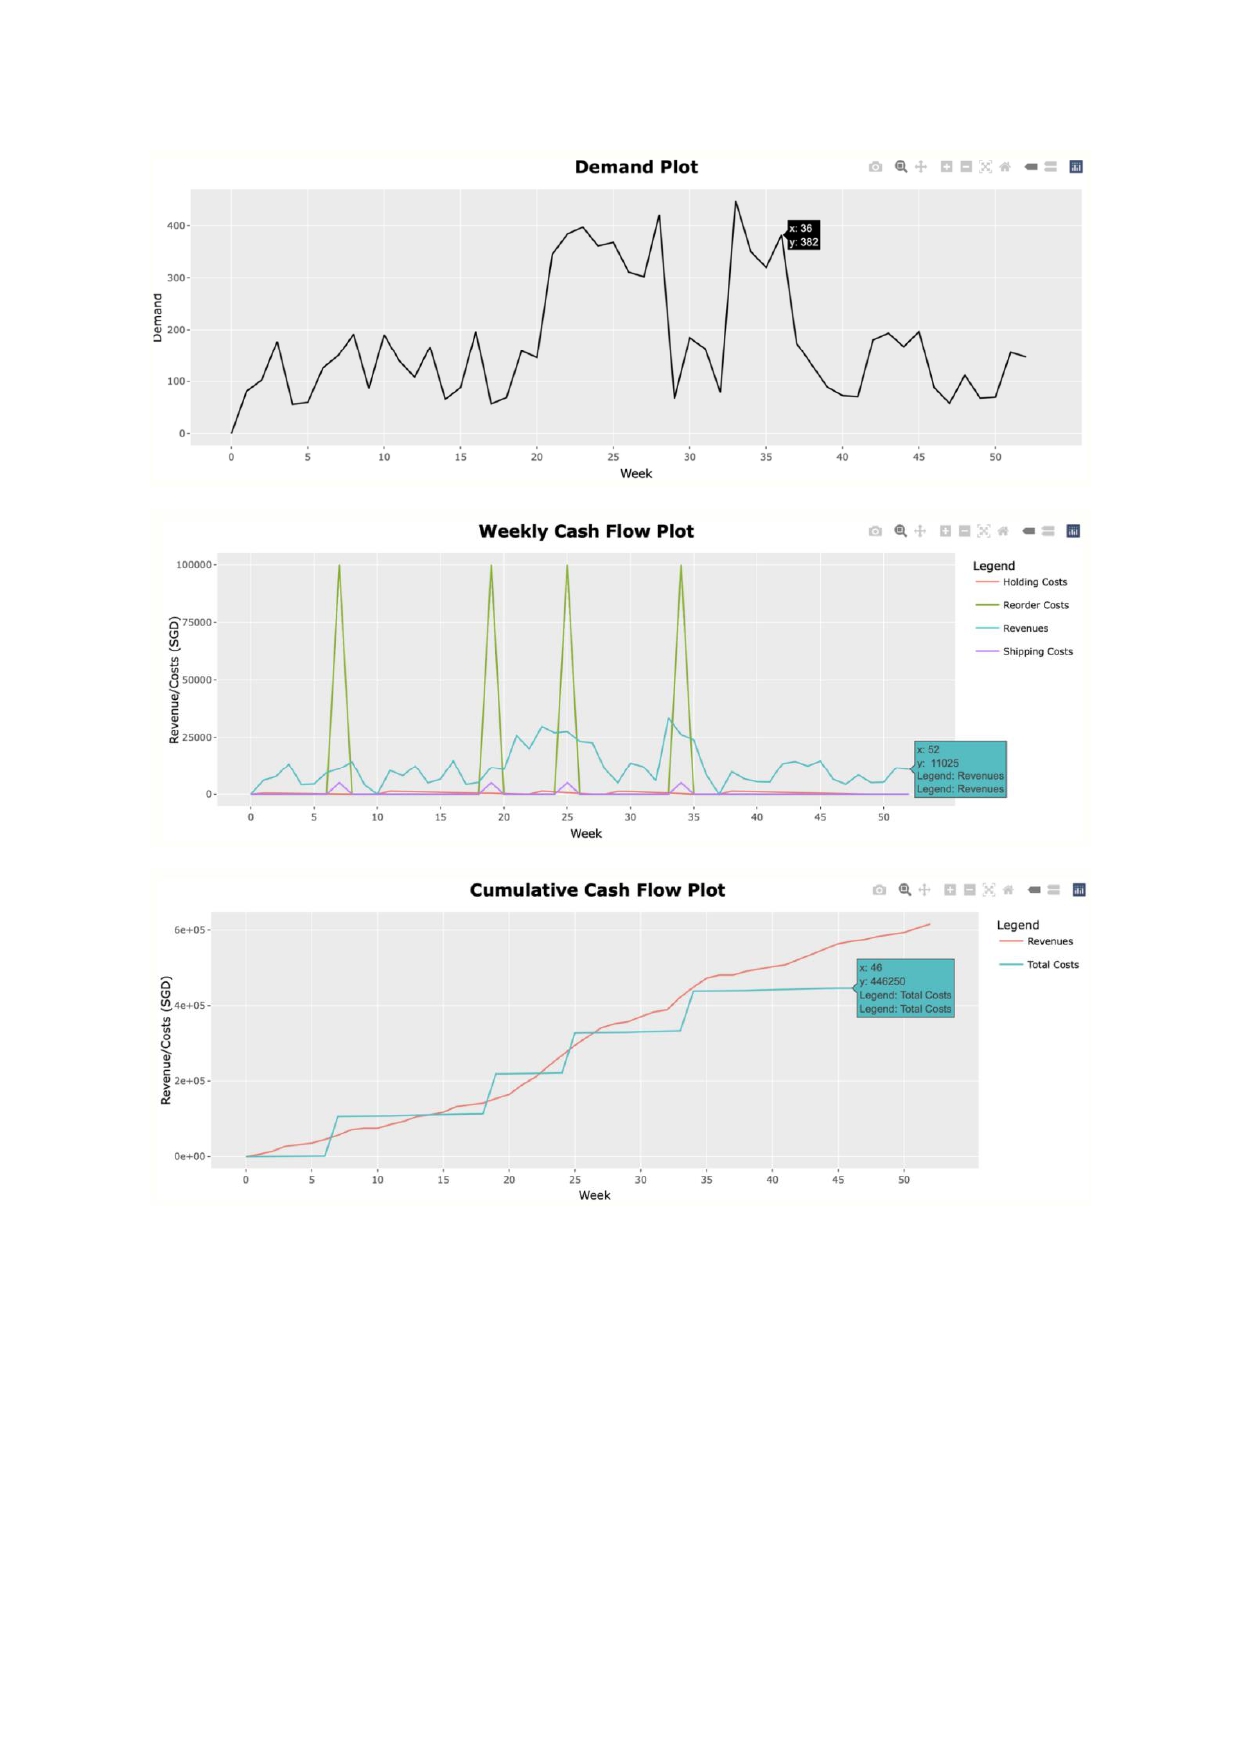 Demand Plot
400
300
200
100
0
Demand
x: 36
y: 382
0 5 10 15 20 25 30 35 40 45 50
Week
Weekly Cash Flow Plot
100000
75000
50000
25000
0
Revenue/Costs (SGD)
Legend
Holding Costs
Reorder Costs
Revenues
Shipping Costs
x: 52
y: 11025
Legend: Revenues
Legend: Revenues
0 5 10 15 20 25 30 35 40 45 50
Week
Cumulative Cash Flow Plot
6e+05
4e+05
2e+05
0e+00
Revenue/Costs (SGD)
Legend
Revenues
Total Costs
x: 46
y: 446250
Legend: Total Costs
Legend: Total Costs
0 5 10 15 20 25 30 35 40 45 50
Week